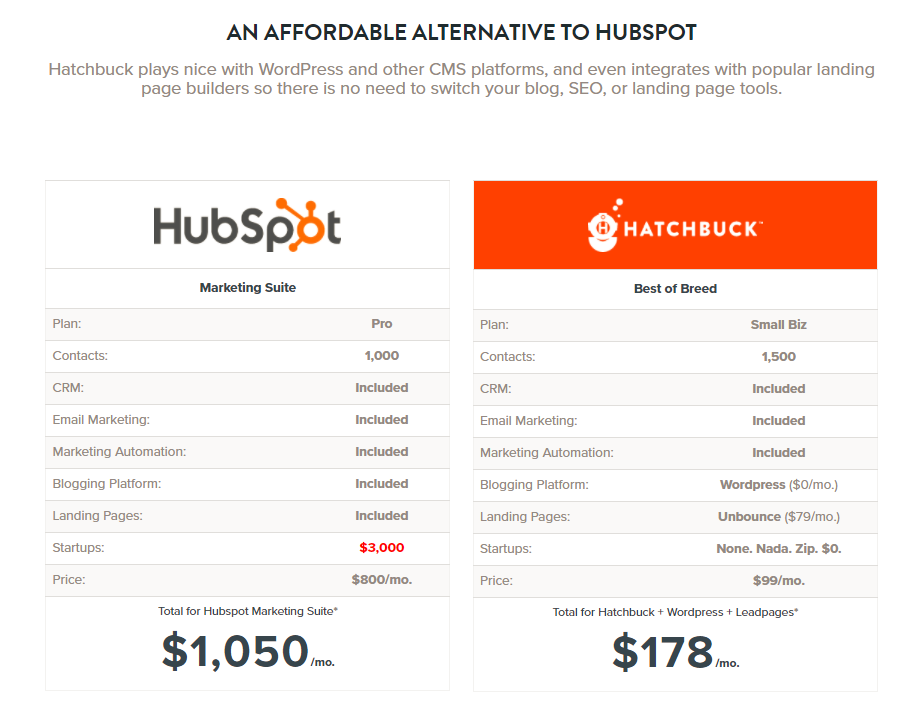 AN AFFORDABLE ALTERNATIVE TO HUBSPOT
Hatchbuck plays nice with WordPress and other CMS platforms, and even integrates with popular landing
page builders so there is no need to switch your blog, SEO, or landing page tools.
HubSpot
Marketing Suite
Plan: Pro
Contacts: 1,000
CRM: Included
Email Marketing: Included
Marketing Automation: Included
Blogging Platform: Included
Landing Pages: Included
Startups: $3,000
Price: $800/mo.
Total for Hubspot Marketing Suite*
$1,050/mo.
H HATCHBUCK™
Best of Breed
Plan: Small Biz
Contacts: 1,500
CRM: Included
Email Marketing: Included
Marketing Automation: Included
Blogging Platform: Wordpress ($0/mo.)
Landing Pages: Unbounce ($79/mo.)
Startups: None. Nada. Zip. $0.
Price: $99/mo.
Total for Hatchbuck + Wordpress + Leadpages*
$178/mo.